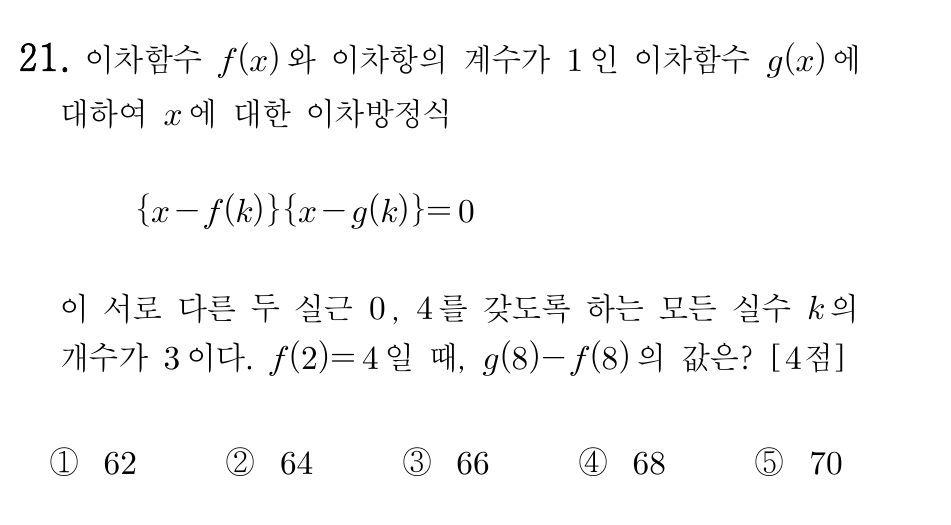 21. 이차함수 f(x)와 이차항의 계수가 1인 이차함수 g(x)에
대하여 x에 대한 이차방정식
{x-f(k)}{x-g(k)}=0
이 서로 다른 두 실근 0, 4를 갖도록 하는 모든 실수 k의
개수가 3이다. f(2)=4일 때, g(8)-f(8)의 값은? [4점]
① 62 ② 64 ③ 66 ④ 68 ⑤ 70